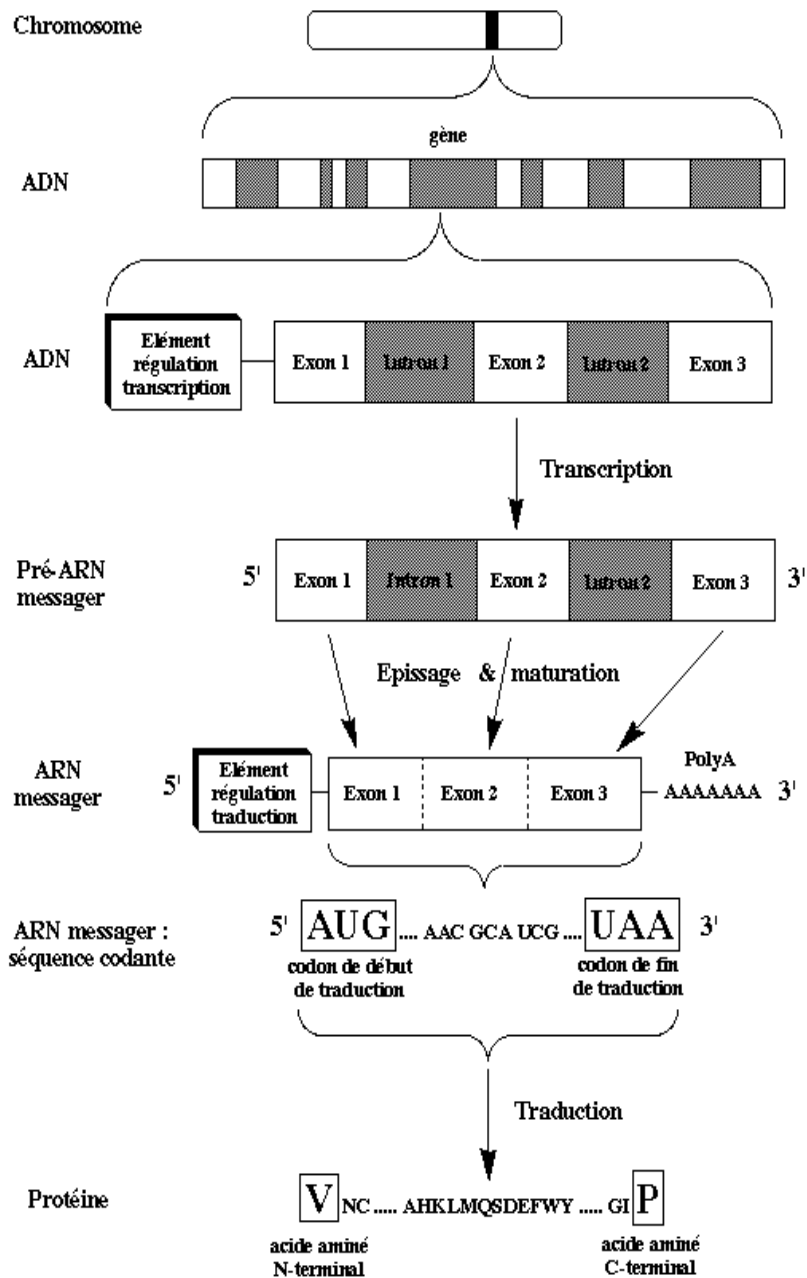 Chromosome
gène
ADN
Elément
régulation
transcription
ADN
Exon 1
Intron 1
Exon 2
Intron 2
Exon 3
Transcription
Pré-ARN
messager
5'
Exon 1
Intron 1
Exon 2
Intron 2
Exon 3
3'
Epissage & maturation
ARN
messager
5'
Elément
régulation
traduction
Exon 1
Exon 2
Exon 3
PolyA
AAAAAAA
3'
ARN messager :
séquence codante
5'
AUG .... AAC GCA UCG .... UAA
3'
codon de début
de traduction
codon de fin
de traduction
Traduction
Protéine
V NC ..... AHKLMQSDEFWY ..... GI P
acide aminé
N-terminal
acide aminé
C-terminal